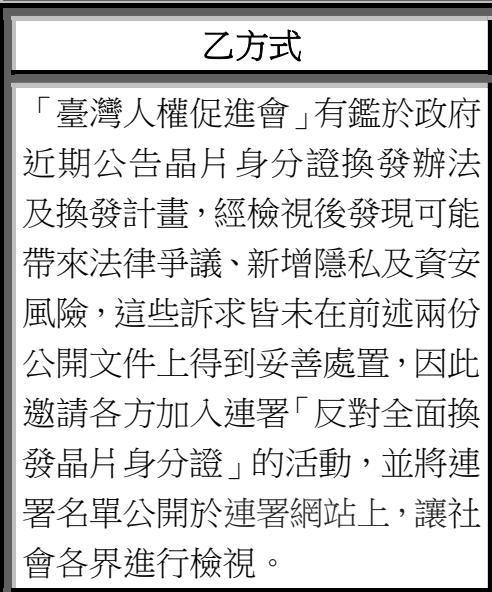 乙方式
「臺灣人權促進會」有鑑於政府
近期公告晶片身分證換發辦法
及換發計畫，經檢視後發現可能
帶來法律爭議、新增隱私及資安
風險，這些訴求皆未在前述兩份
公開文件上得到妥善處置，因此
邀請各方加入連署「反對全面換
發晶片身分證」的活動，並將連
署名單公開於連署網站上，讓社
會各界進行檢視。